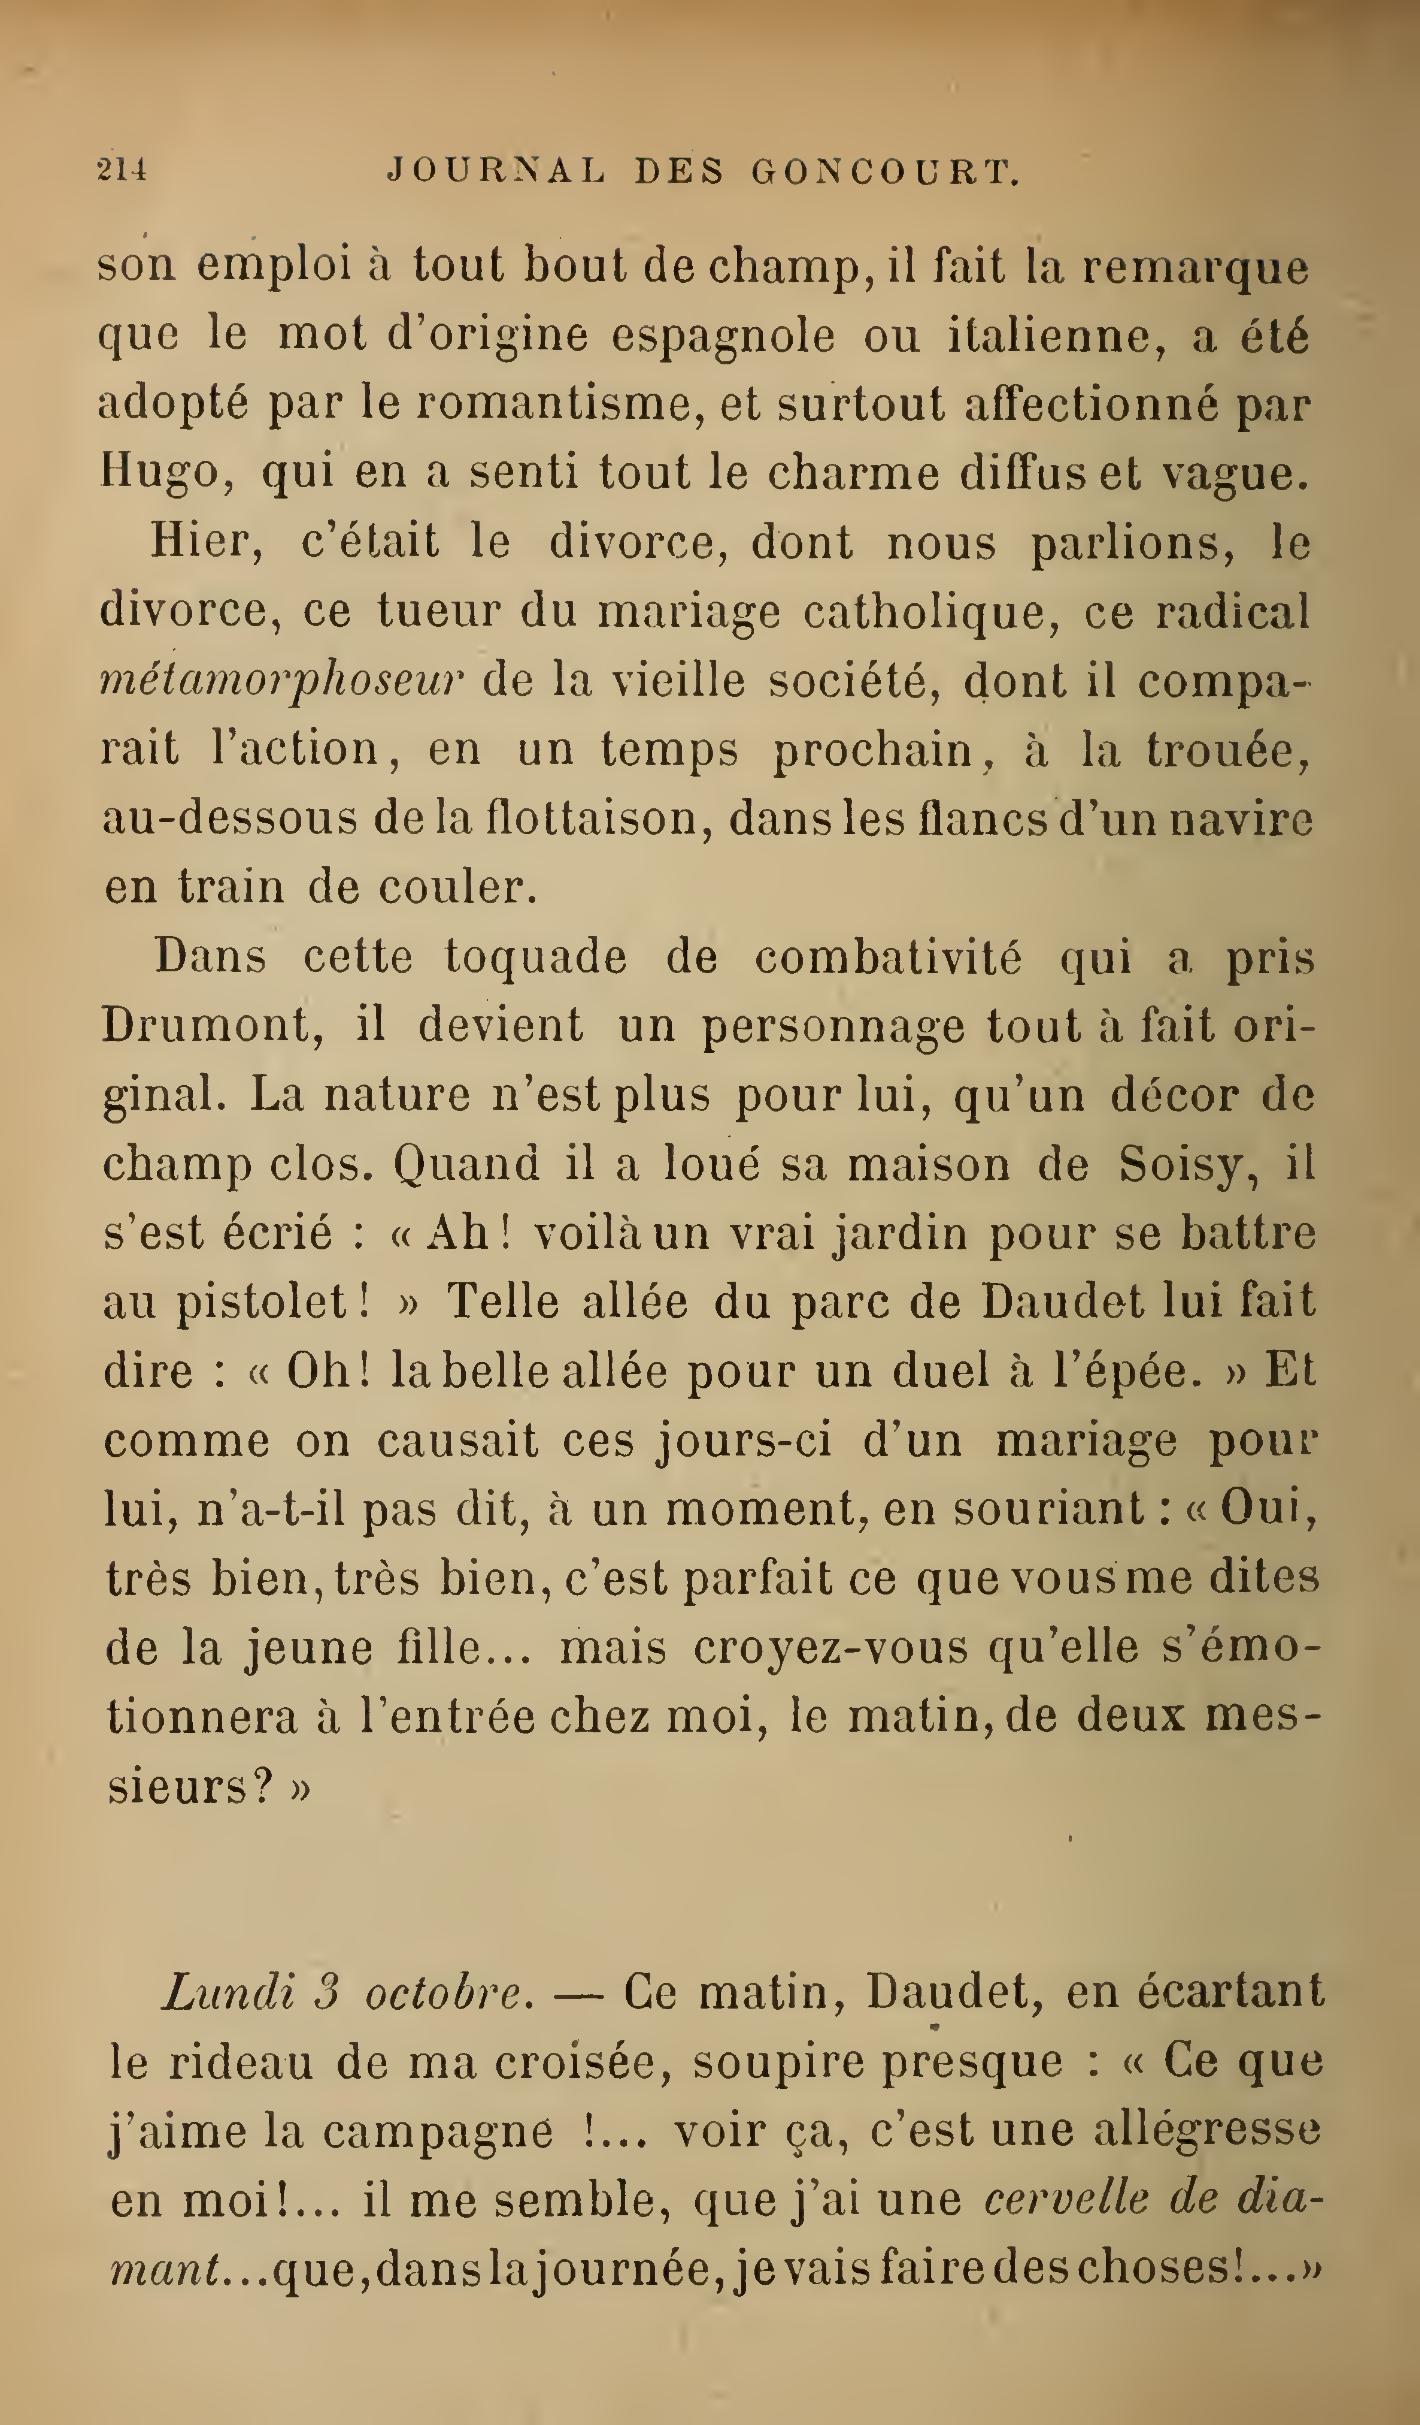 214 JOURNAL DES GONCOURT.
son emploi à tout bout de champ, il fait la remarque
que le mot d'origine espagnole ou italienne, a été
adopté par le romantisme, et surtout affectionné par
Hugo, qui en a senti tout le charme diffus et vague.
Hier, c'était le divorce, dont nous parlions, le
divorce, ce tueur du mariage catholique, ce radical
métamorphoseur de la vieille société, dont il compa-
rait l'action, en un temps prochain, à la trouée,
au-dessous de la flottaison, dans les flancs d'un navire
en train de couler.
Dans cette toquade de combativité qui a pris
Drumont, il devient un personnage tout à fait ori-
ginal. La nature n'est plus pour lui, qu'un décor de
champ clos. Quand il a loué sa maison de Soisy, il
s'est écrié : « Ah ! voilà un vrai jardin pour se battre
au pistolet ! » Telle allée du parc de Daudet lui fait
dire : « Oh ! la belle allée pour un duel à l'épée. » Et
comme on causait ces jours-ci d'un mariage pour
lui, n'a-t-il pas dit, à un moment, en souriant : « Oui,
très bien, très bien, c'est parfait ce que vous me dites
de la jeune fille... mais croyez-vous qu'elle s'émo-
tionnera à l'entrée chez moi, le matin, de deux mes-
sieurs ? »
Lundi 3 octobre. — Ce matin, Daudet, en écartant
le rideau de ma croisée, soupire presque : « Ce que
j'aime la campagne !... voir ça, c'est une allégresse
en moi !... il me semble, que j'ai une cervelle de dia-
mant... que, dans la journée, je vais faire des choses !... »